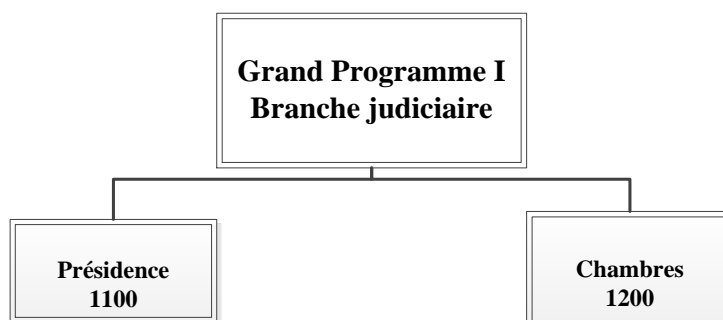 Grand Programme I
Branche judiciaire
Présidence
1100
Chambres
1200